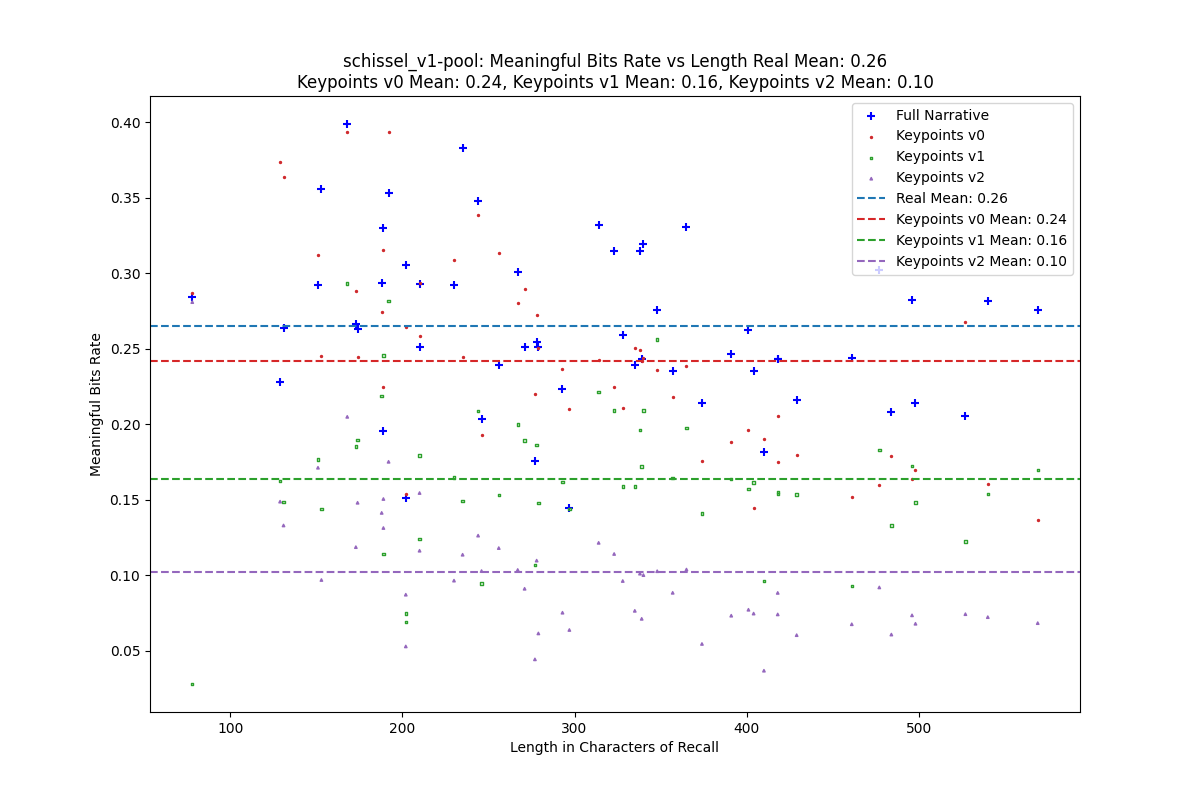 schissel_v1-pool: Meaningful Bits Rate vs Length Real Mean: 0.26
Keypoints v0 Mean: 0.24, Keypoints v1 Mean: 0.16, Keypoints v2 Mean: 0.10
Full Narrative
Keypoints v0
Keypoints v1
Keypoints v2
Real Mean: 0.26
Keypoints v0 Mean: 0.24
Keypoints v1 Mean: 0.16
Keypoints v2 Mean: 0.10
Meaningful Bits Rate
0.40
0.35
0.30
0.25
0.20
0.15
0.10
0.05
100
200
300
400
500
Length in Characters of Recall